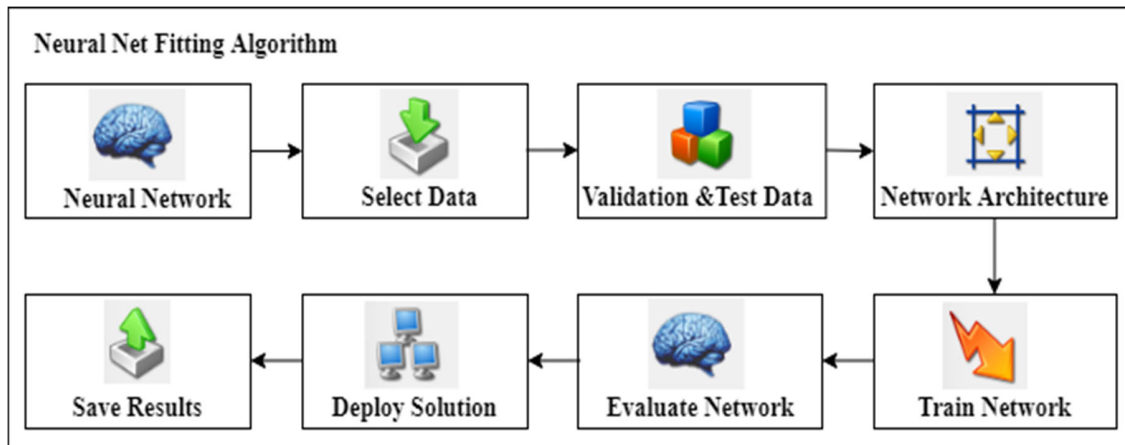 Neural Net Fitting Algorithm
Neural Network
Select Data
Validation &Test Data
Network Architecture
Train Network
Evaluate Network
Deploy Solution
Save Results